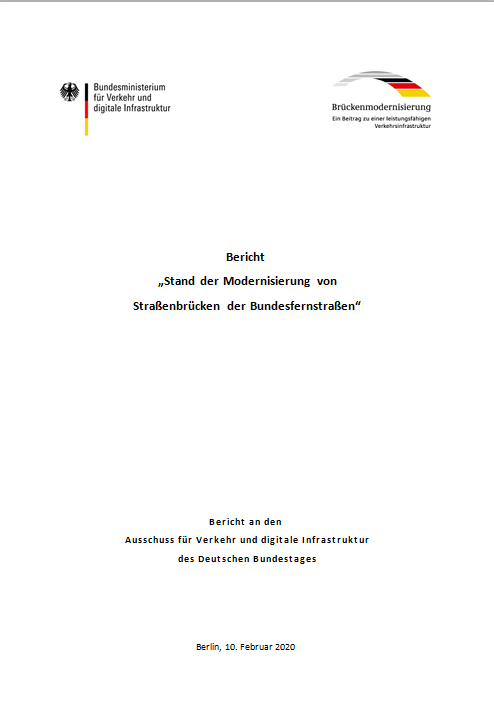 Bundesministerium
für Verkehr und
digitale Infrastruktur
Brückenmodernisierung
Ein Beitrag zu einer leistungsfähigen
Verkehrsinfrastruktur
Bericht
„Stand der Modernisierung von
Straßenbrücken der Bundesfernstraßen“
Bericht an den
Ausschuss für Verkehr und digitale Infrastruktur
des Deutschen Bundestages
Berlin, 10. Februar 2020